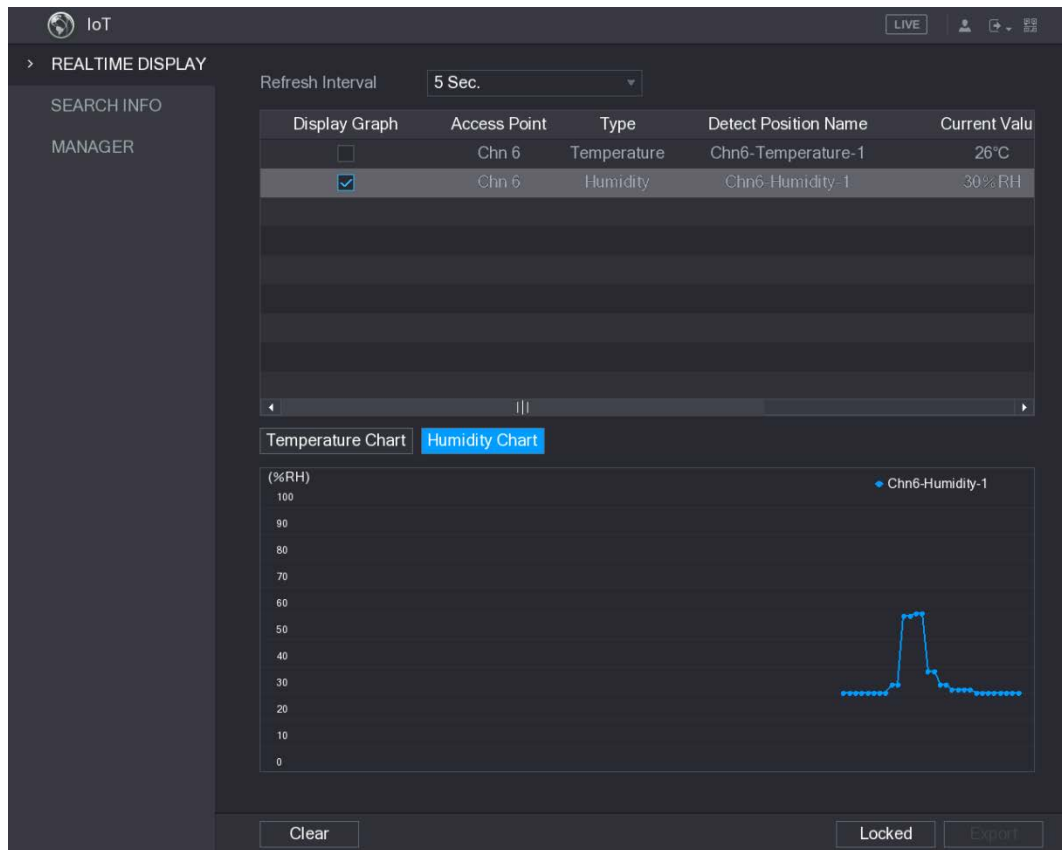 IoT
LIVE
REALTIME DISPLAY
SEARCH INFO
MANAGER
Refresh Interval 5 Sec.
Display Graph Access Point Type Detect Position Name Current Valu
Chn 6 Temperature Chn6-Temperature-1 26°C
Chn 6 Humidity Chn6-Humidity-1 30%RH
Temperature Chart Humidity Chart
(%RH)
Chn6-Humidity-1
100
90
80
70
60
50
40
30
20
10
0
Clear Locked Export